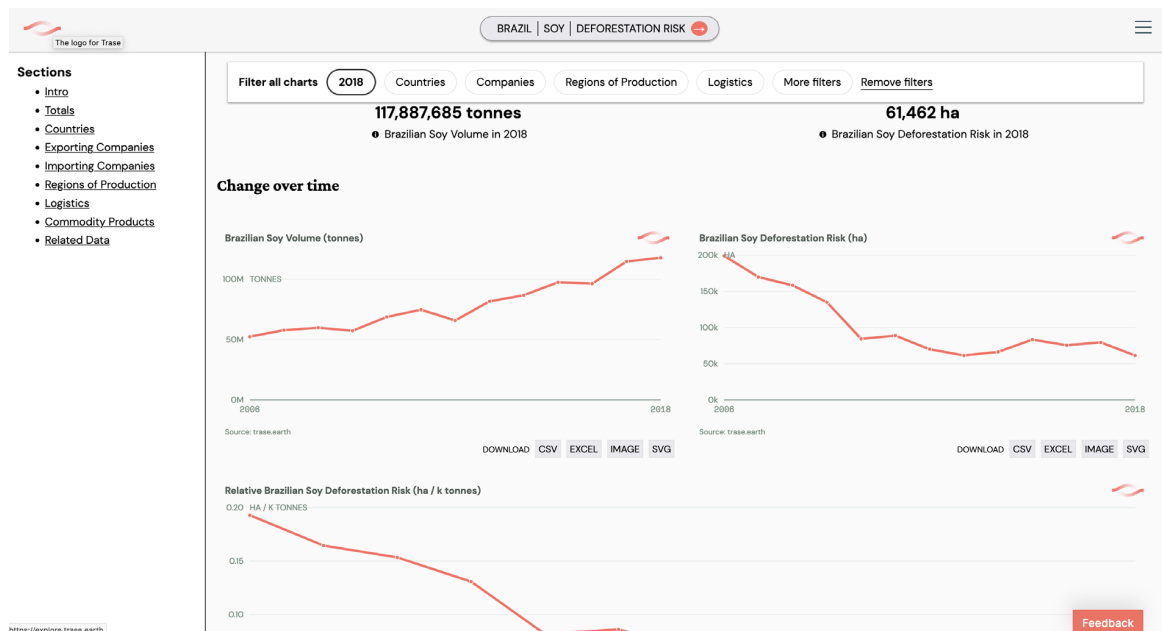 BRAZIL | SOY | DEFORESTATION RISK →
The logo for Trase
Sections
• Intro
• Totals
• Countries
• Exporting Companies
• Importing Companies
• Regions of Production
• Logistics
• Commodity Products
• Related Data
Filter all charts 2018 Countries Companies Regions of Production Logistics More filters Remove filters
117,887,685 tonnes
Brazilian Soy Volume in 2018
61,462 ha
Brazilian Soy Deforestation Risk in 2018
Change over time
Brazilian Soy Volume (tonnes)
100M TONNES
50M
0M
2006 2018
Source: trase.earth
DOWNLOAD CSV EXCEL IMAGE SVG
Brazilian Soy Deforestation Risk (ha)
200k HA
150k
100k
50k
0k
2006 2018
Source: trase.earth
DOWNLOAD CSV EXCEL IMAGE SVG
Relative Brazilian Soy Deforestation Risk (ha / k tonnes)
0.20 HA / K TONNES
0.15
0.10
Feedback
https://explore.trase.earth